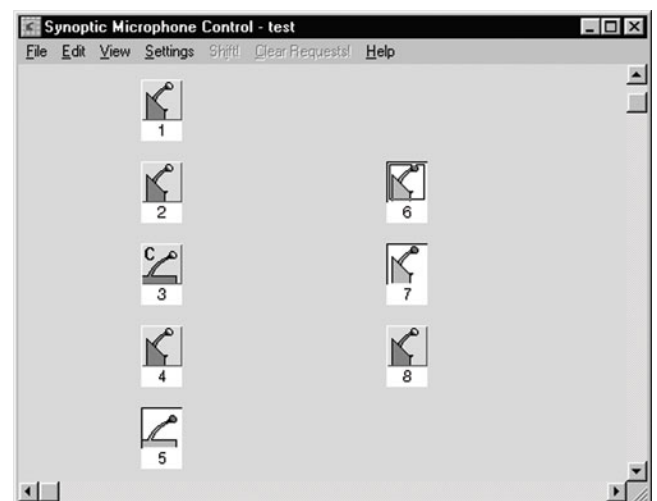 Synoptic Microphone Control - test
File Edit View Settings Shift! Clear Requests! Help
1
2 6
C
3 7
4 8
5